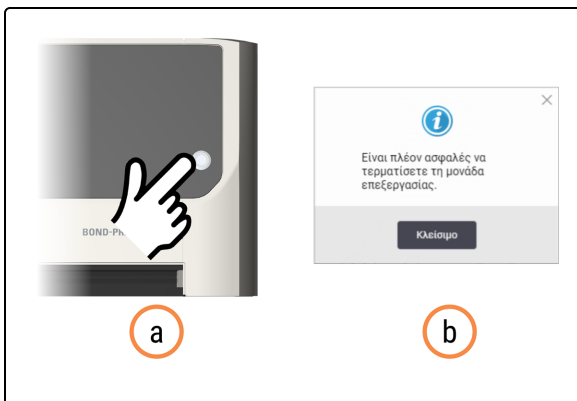 BOND-PR
Είναι πλέον ασφαλές να
τερματίσετε τη μονάδα
επεξεργασίας.
Κλείσιμο
a
b